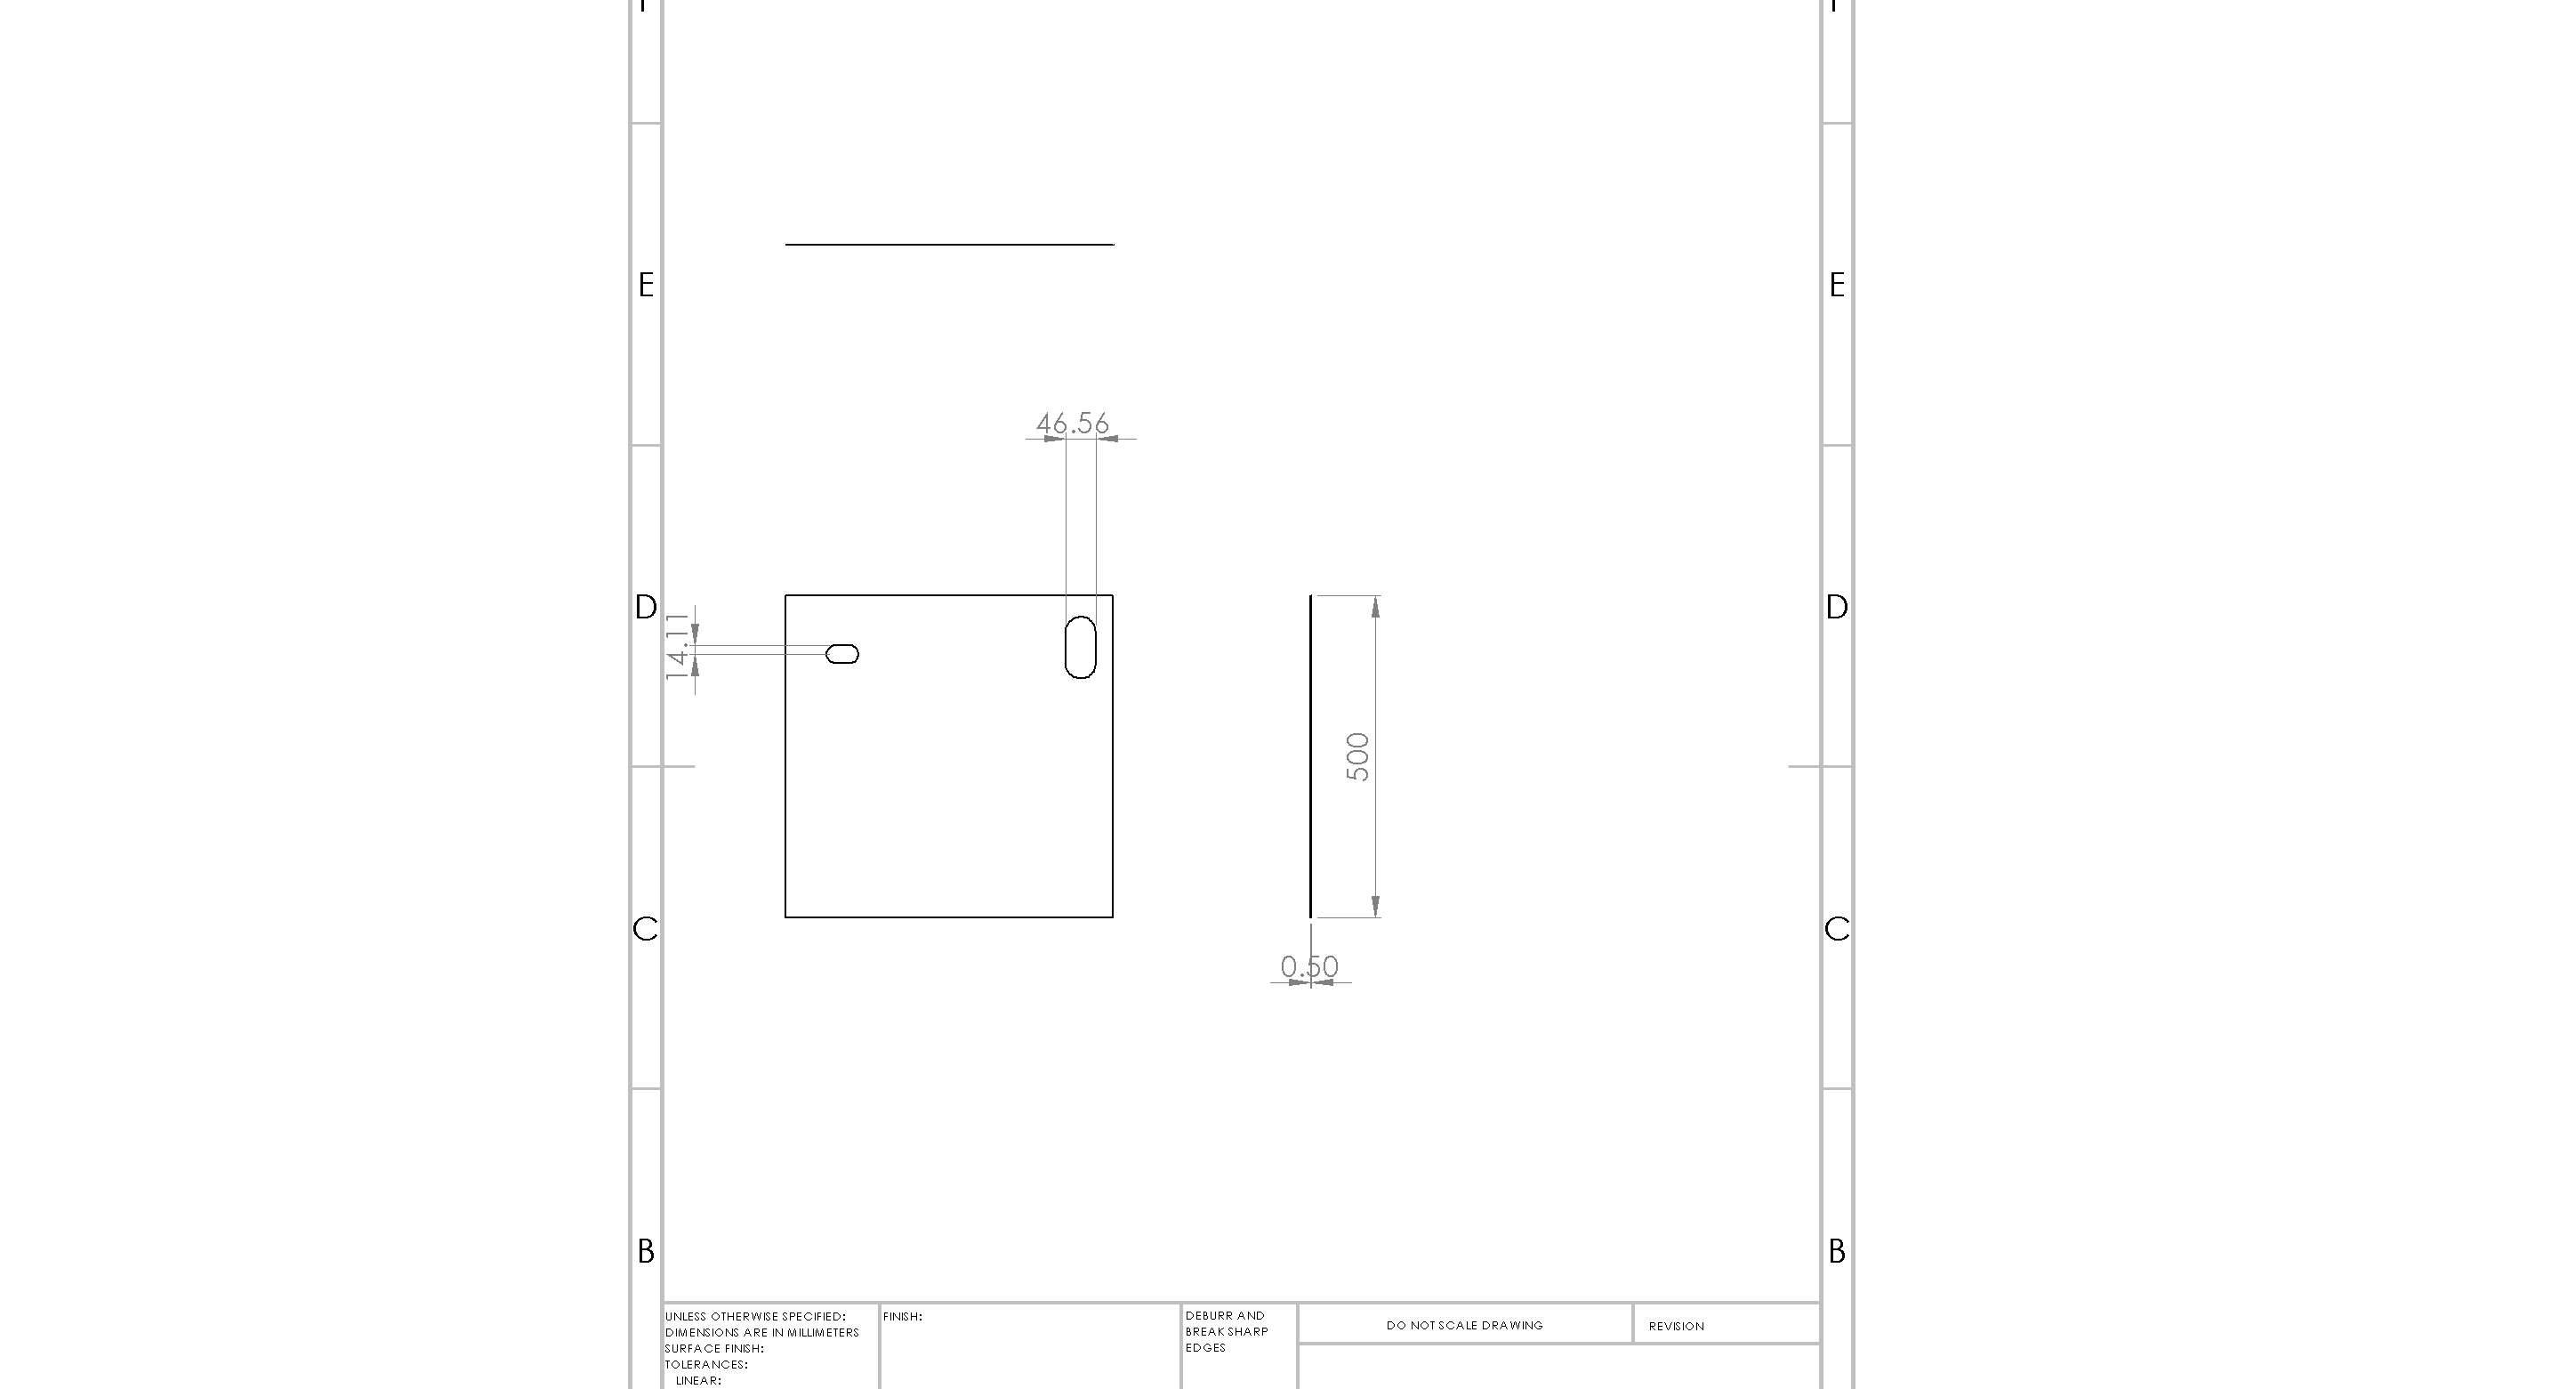 E
E
46.56
D
14.11
D
500
C
C
0.50
B
B
UNLESS OTHERWISE SPECIFIED:
DIMENSIONS ARE IN MILLIMETERS
SURFACE FINISH:
TOLERANCES:
LINEAR:
FINISH:
DEBURR AND
BREAK SHARP
EDGES
DO NOT SCALE DRAWING
REVISION